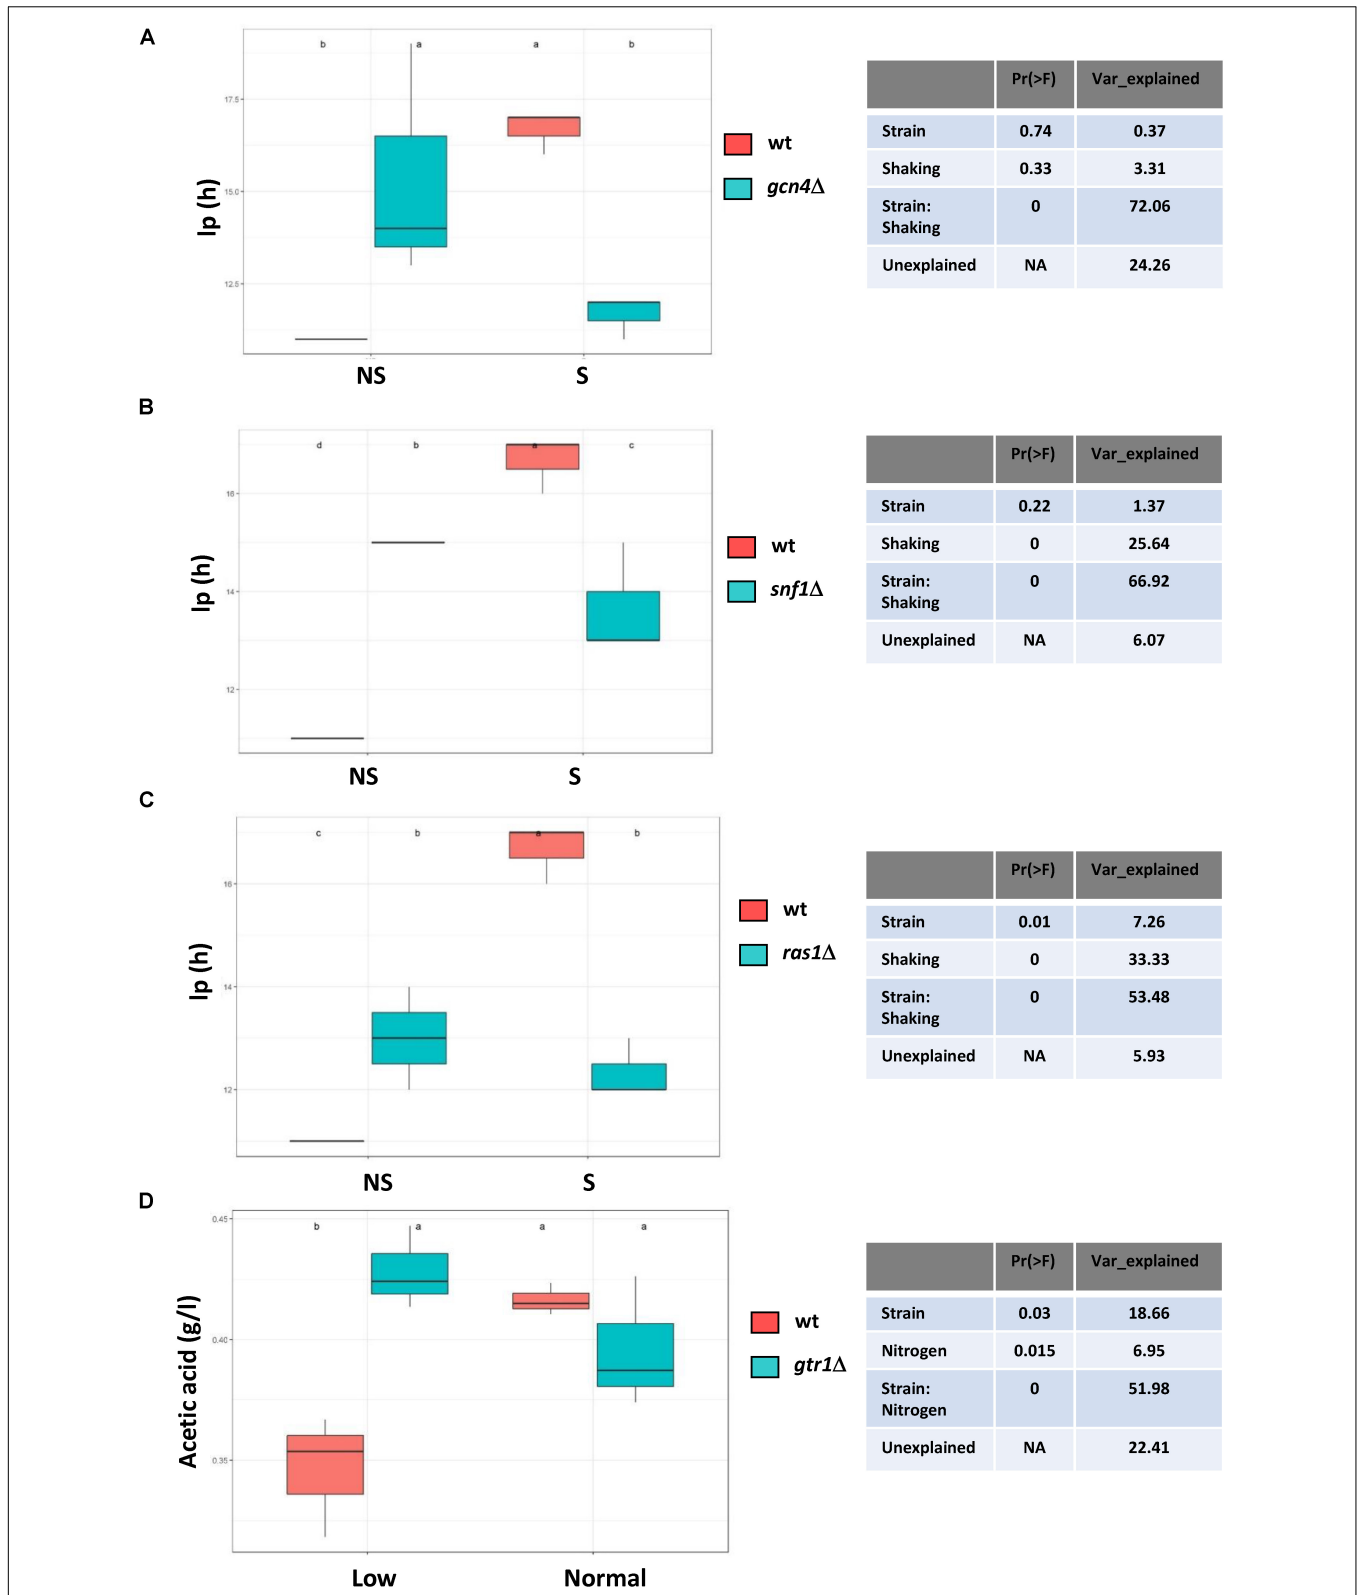 A
b a a b
17.5
15.0
12.5
lp (h)
NS S
wt
gcn4Δ
Pr(>F) Var_explained
Strain 0.74 0.37
Shaking 0.33 3.31
Strain: 0 72.06
Shaking
Unexplained NA 24.26
B
d b a c
16
14
12
lp (h)
NS S
wt
snf1Δ
Pr(>F) Var_explained
Strain 0.22 1.37
Shaking 0 25.64
Strain: 0 66.92
Shaking
Unexplained NA 6.07
C
c b a b
16
14
12
lp (h)
NS S
wt
ras1Δ
Pr(>F) Var_explained
Strain 0.01 7.26
Shaking 0 33.33
Strain: 0 53.48
Shaking
Unexplained NA 5.93
D
b a a a
0.45
0.40
0.35
Acetic acid (g/l)
Low Normal
wt
gtr1Δ
Pr(>F) Var_explained
Strain 0.03 18.66
Nitrogen 0.015 6.95
Strain: 0 51.98
Nitrogen
Unexplained NA 22.41